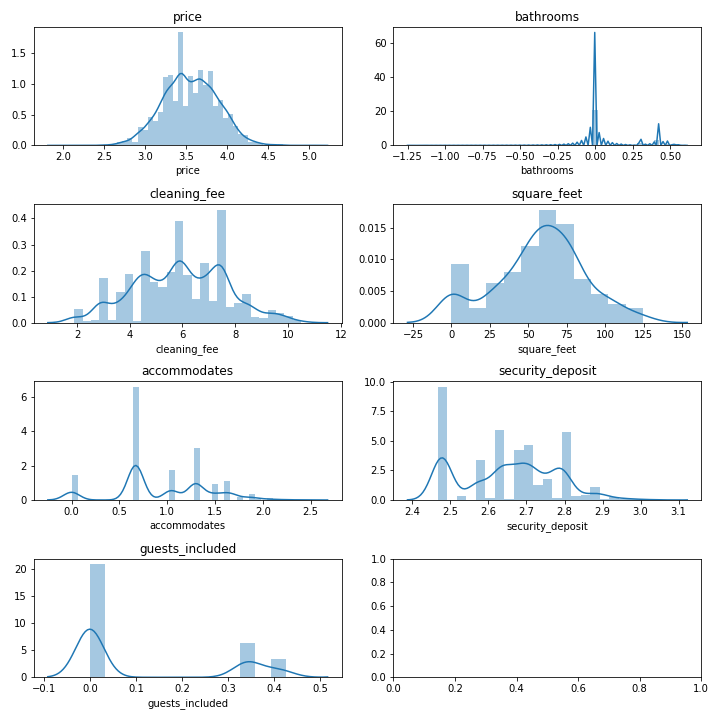 price
1.5
1.0
0.5
0.0
2.0 2.5 3.0 3.5 4.0 4.5 5.0
price
bathrooms
60
40
20
0
-1.25 -1.00 -0.75 -0.50 -0.25 0.00 0.25 0.50
bathrooms
cleaning_fee
0.4
0.3
0.2
0.1
0.0
2 4 6 8 10 12
cleaning_fee
square_feet
0.015
0.010
0.005
0.000
−25 0 25 50 75 100 125 150
square_feet
accommodates
6
4
2
0
0.0 0.5 1.0 1.5 2.0 2.5
accommodates
security_deposit
10.0
7.5
5.0
2.5
0.0
2.4 2.5 2.6 2.7 2.8 2.9 3.0 3.1
security_deposit
guests_included
20
15
10
5
0
−0.1 0.0 0.1 0.2 0.3 0.4 0.5
guests_included
1.0
0.8
0.6
0.4
0.2
0.0
0.0 0.2 0.4 0.6 0.8 1.0